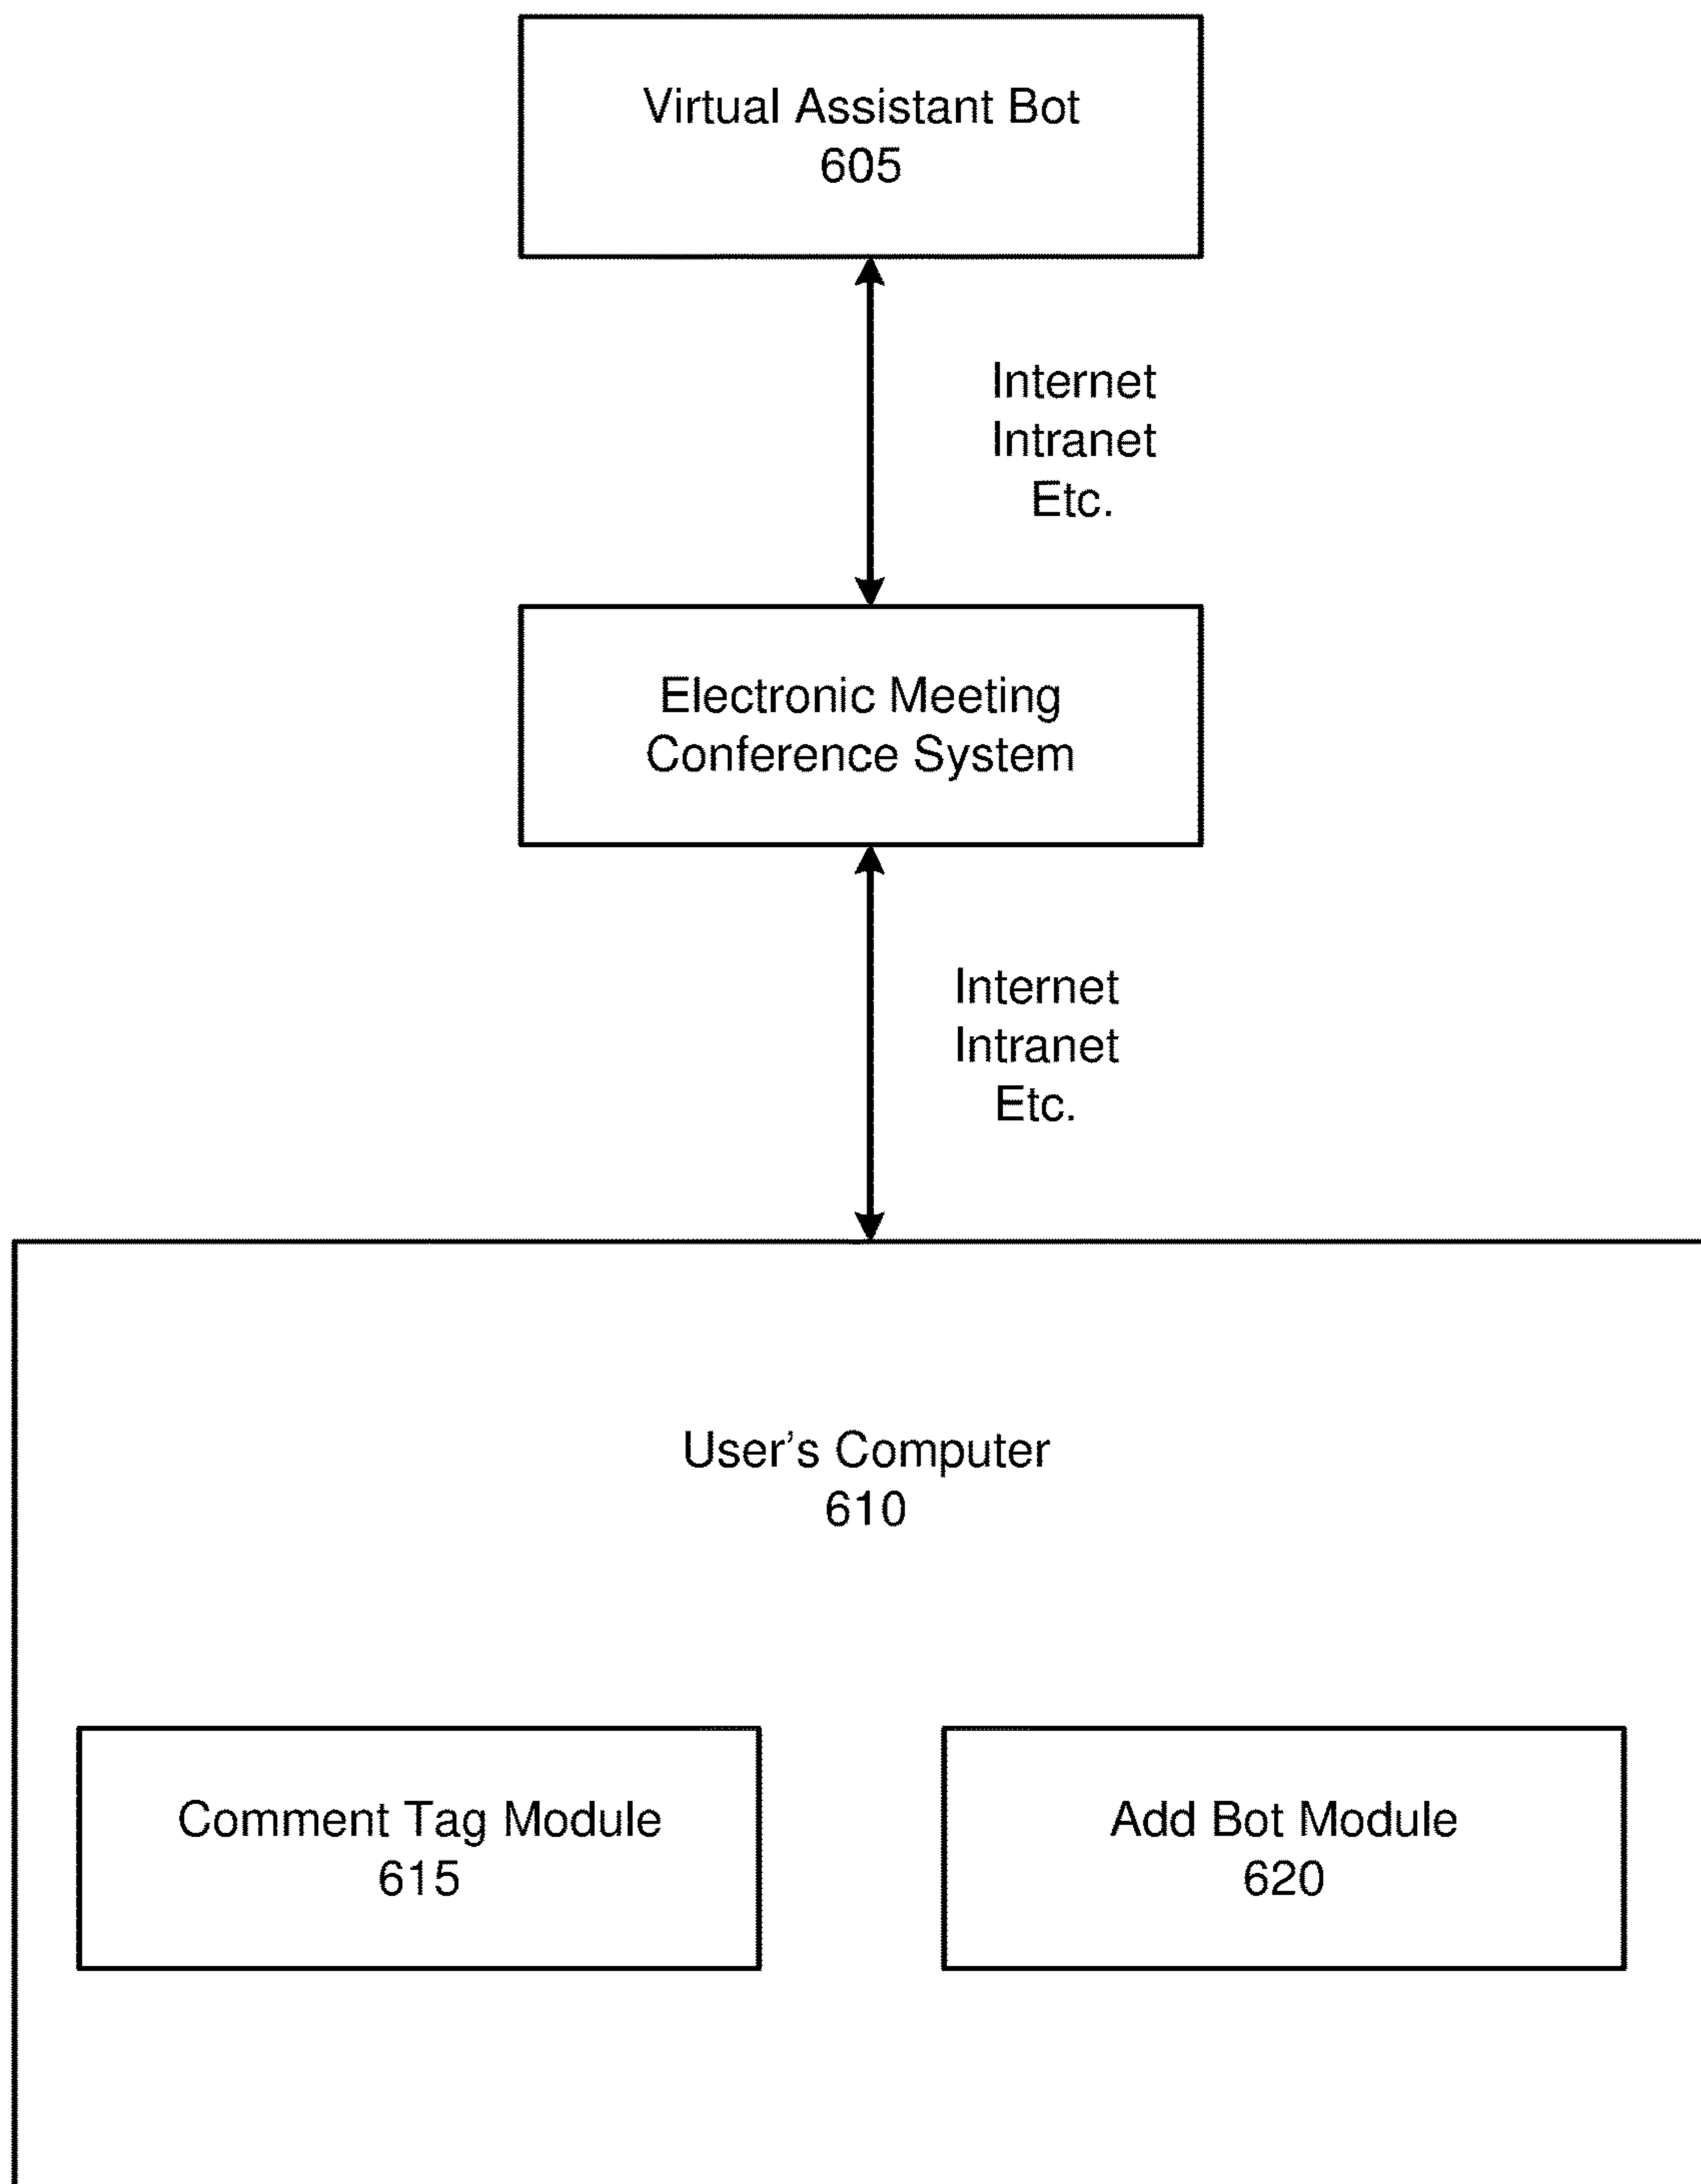 Virtual Assistant Bot
605
Internet
Intranet
Etc.
Electronic Meeting
Conference System
Internet
Intranet
Etc.
User's Computer
610
Comment Tag Module
615
Add Bot Module
620